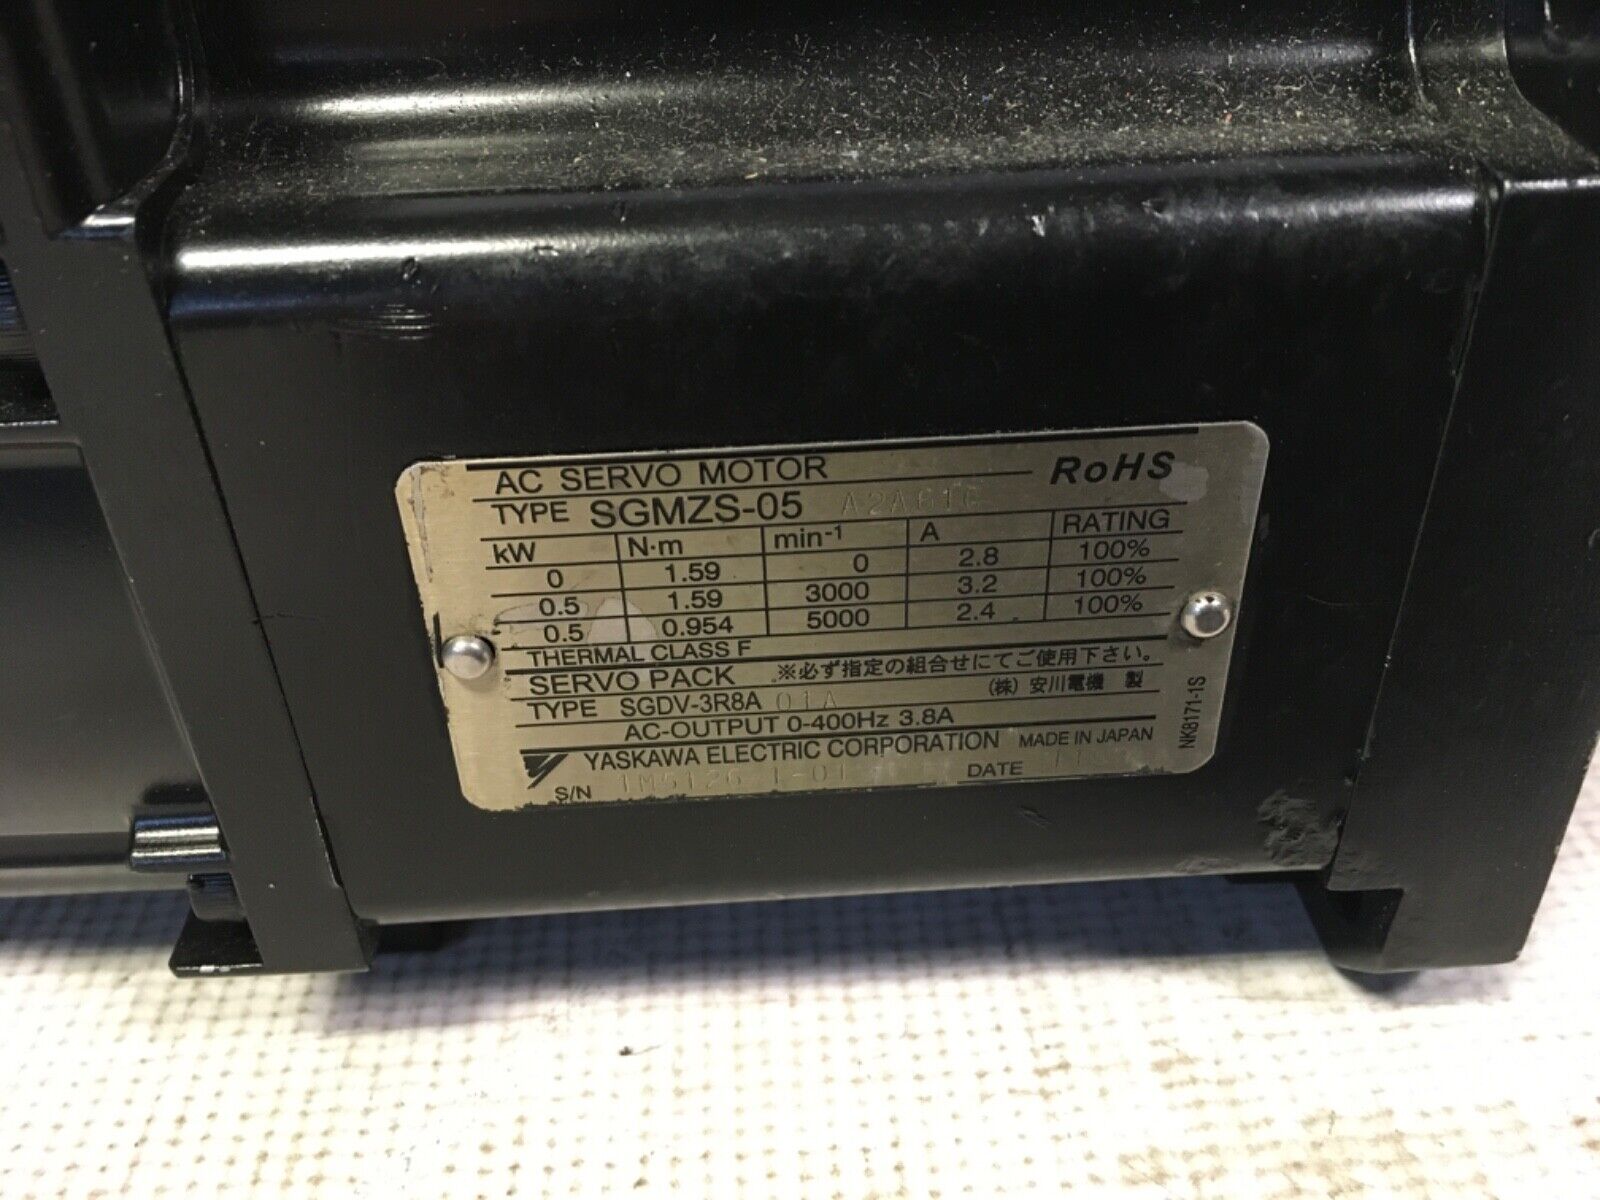 AC SERVO MOTOR RoHS
TYPE SGMZS-05 A2A616
kW N·m min-1 A RATING
0 1.59 0 2.8 100%
0.5 1.59 3000 3.2 100%
0.5 0.954 5000 2.4 100%
THERMAL CLASS F
SERVO PACK ※必ず指定の組合せにてご使用下さい。
TYPE SGDV-3R8A 01A (株) 安川電機 製
AC-OUTPUT 0-400Hz 3.8A
YASKAWA ELECTRIC CORPORATION MADE IN JAPAN
S/N DATE
NK8171-1S